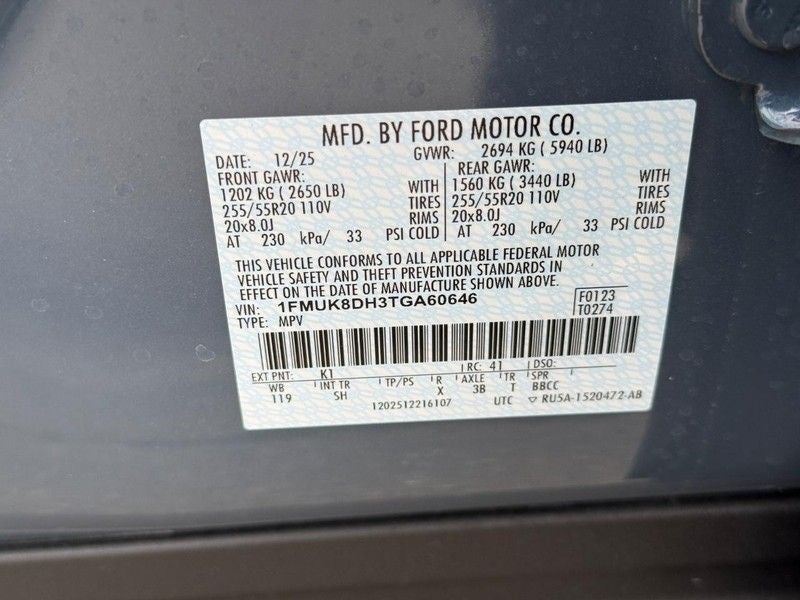 MFD. BY FORD MOTOR CO.
DATE: 12/25 GVWR: 2694 KG ( 5940 LB)
FRONT GAWR: REAR GAWR:
1202 KG ( 2650 LB) WITH 1560 KG ( 3440 LB) WITH
255/55R20 110V TIRES 255/55R20 110V TIRES
20x8.0J RIMS 20x8.0J RIMS
AT 230 kPa/ 33 PSI COLD AT 230 kPa/ 33 PSI COLD
THIS VEHICLE CONFORMS TO ALL APPLICABLE FEDERAL MOTOR
VEHICLE SAFETY AND THEFT PREVENTION STANDARDS IN
EFFECT ON THE DATE OF MANUFACTURE SHOWN ABOVE.
VIN: 1FMUK8DH3TGA60646 F0123
TYPE: MPV T0274
EXT PNT: K1 RC: 41 DSO:
WB INT TR TP/PS R AXLE TR SPR
119 SH X 3B T BBCC
1202512216107 UTC ▽ RU5A-1520472-AB